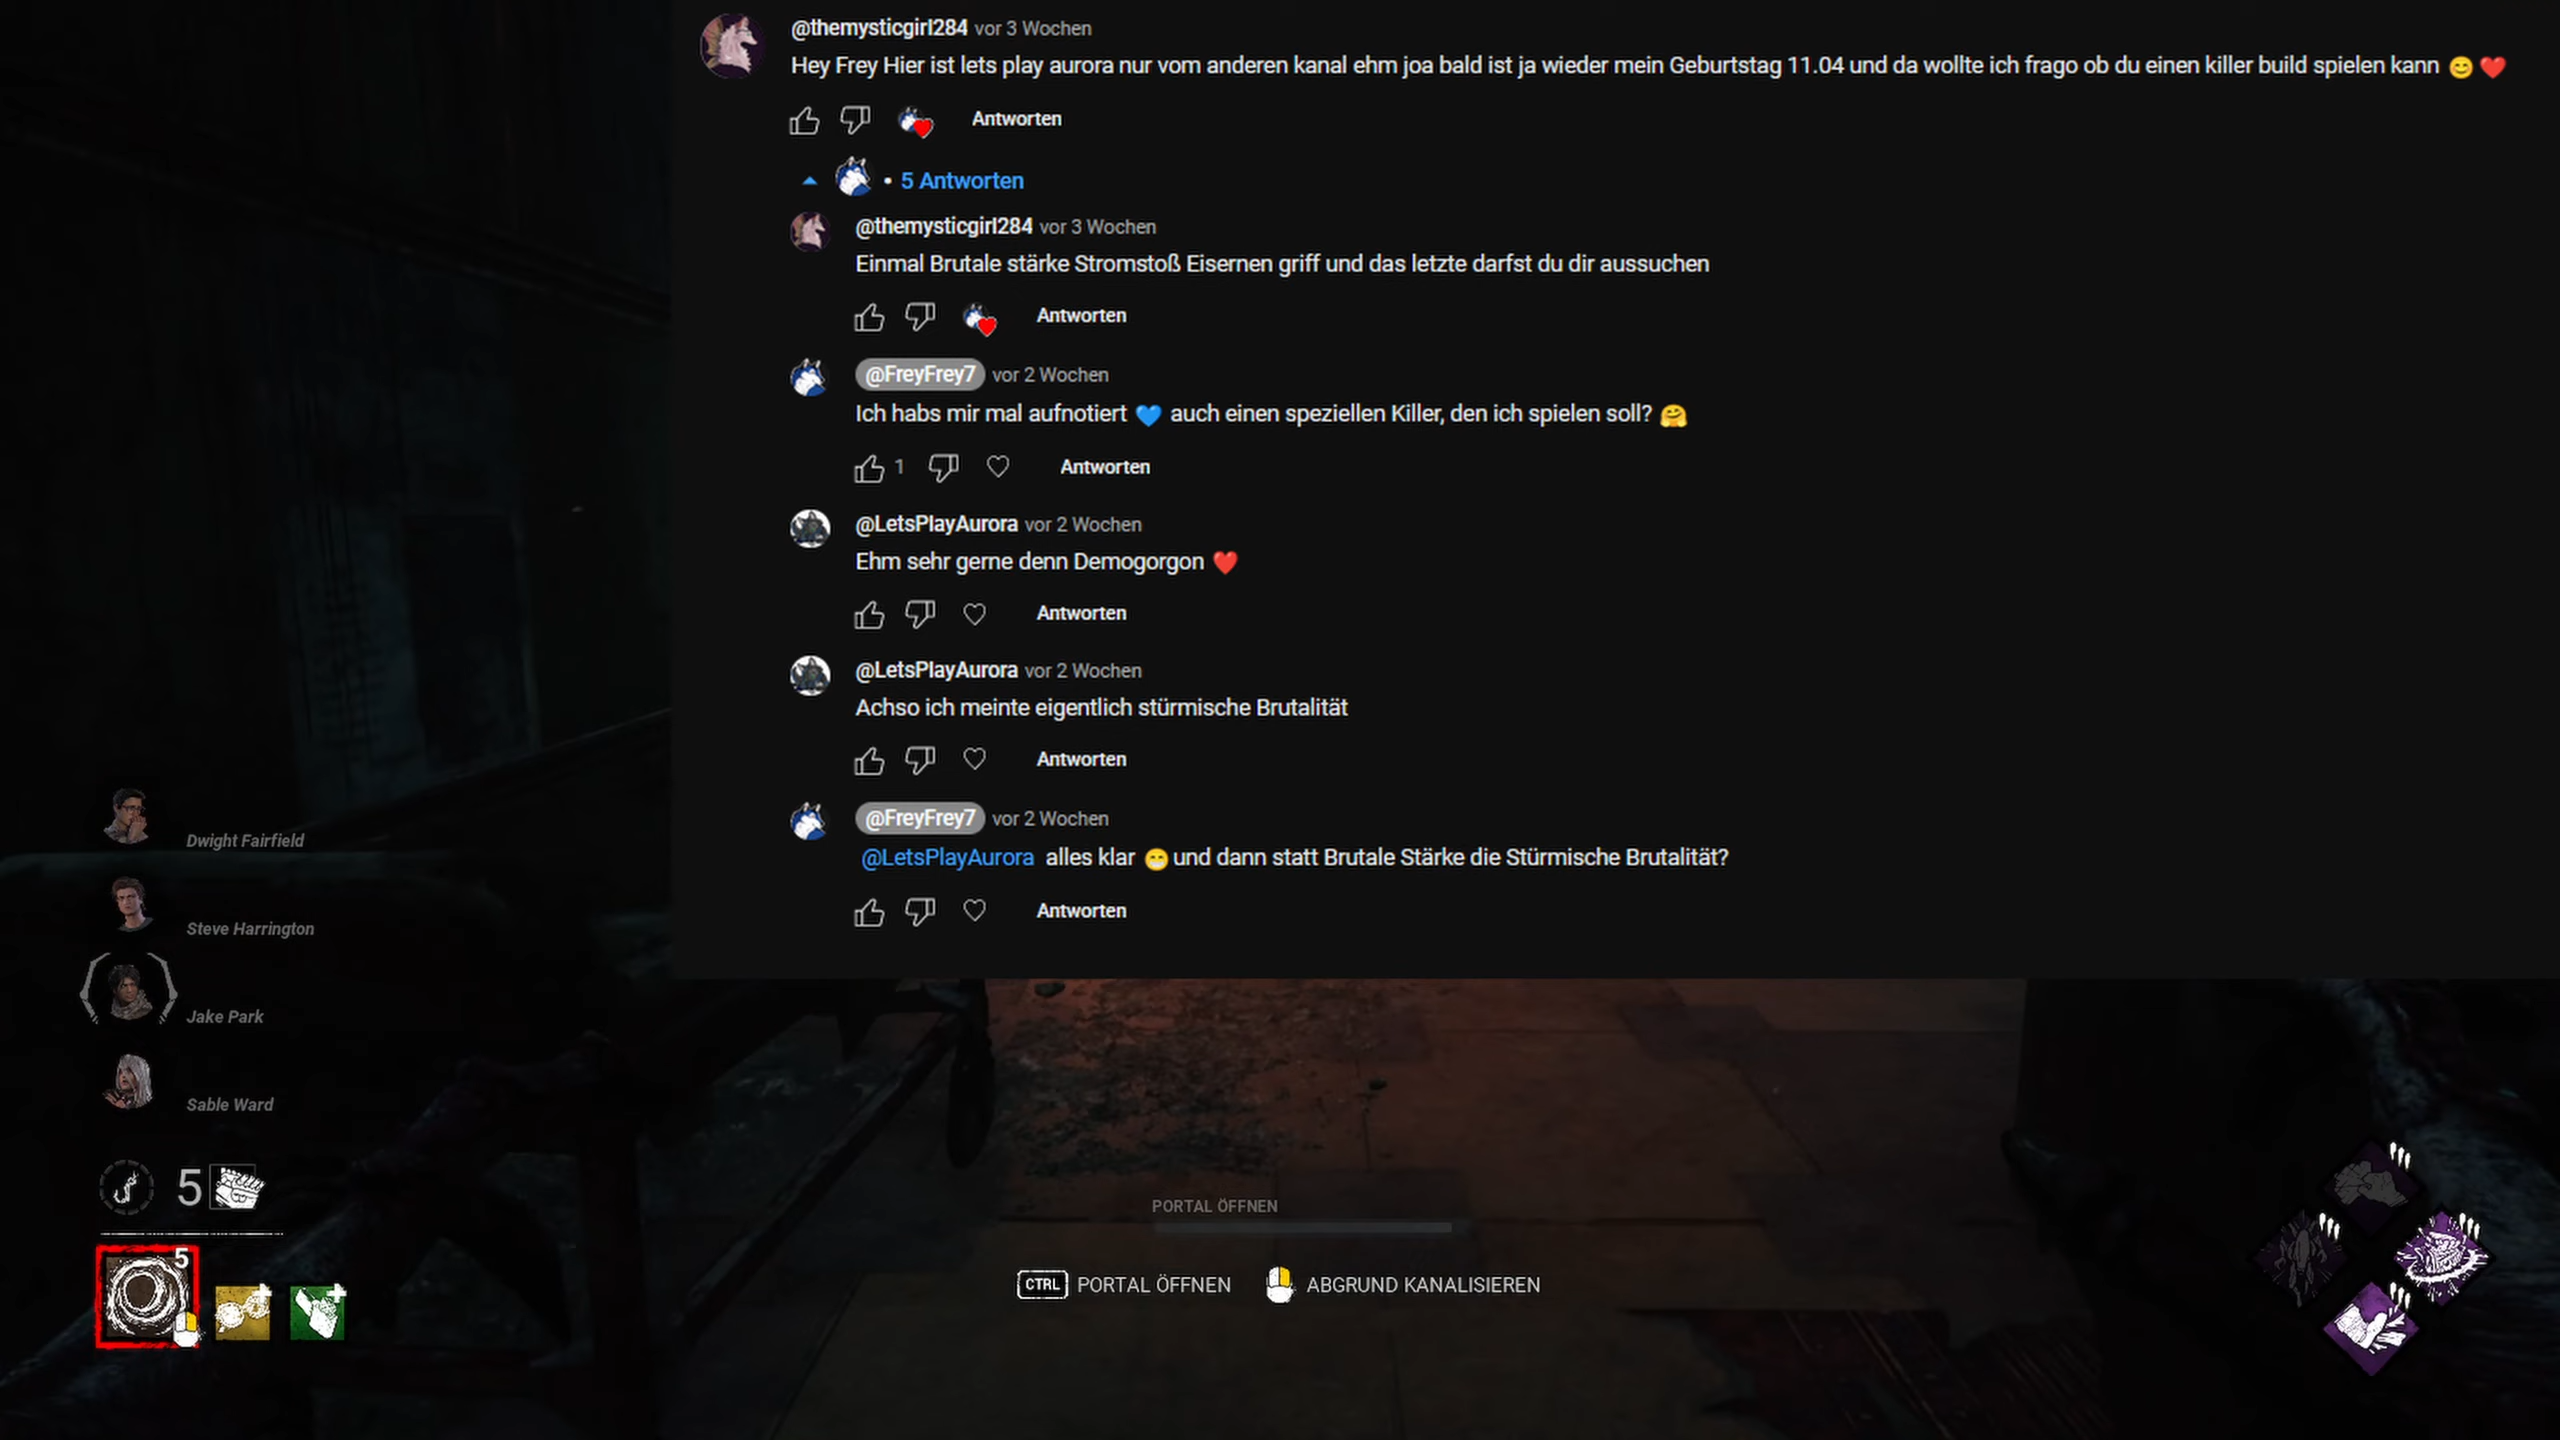 @themysticgirl284 vor 3 Wochen
Hey Frey Hier ist lets play aurora nur vom anderen kanal ehm joa bald ist ja wieder mein Geburtstag 11.04 und da wollte ich frago ob du einen killer build spielen kann 😊❤️
Antworten
• 5 Antworten
@themysticgirl284 vor 3 Wochen
Einmal Brutale stärke Stromstoß Eisernen griff und das letzte darfst du dir aussuchen
Antworten
@FreyFrey7 vor 2 Wochen
Ich habs mir mal aufnotiert 💙 auch einen speziellen Killer, den ich spielen soll? 🤗
1 Antworten
@LetsPlayAurora vor 2 Wochen
Ehm sehr gerne denn Demogorgon ❤️
Antworten
@LetsPlayAurora vor 2 Wochen
Achso ich meinte eigentlich stürmische Brutalität
Antworten
@FreyFrey7 vor 2 Wochen
@LetsPlayAurora alles klar 😁 und dann statt Brutale Stärke die Stürmische Brutalität?
Antworten
Dwight Fairfield
Steve Harrington
Jake Park
Sable Ward
5
5
PORTAL ÖFFNEN
CTRL PORTAL ÖFFNEN ABGRUND KANALISIEREN